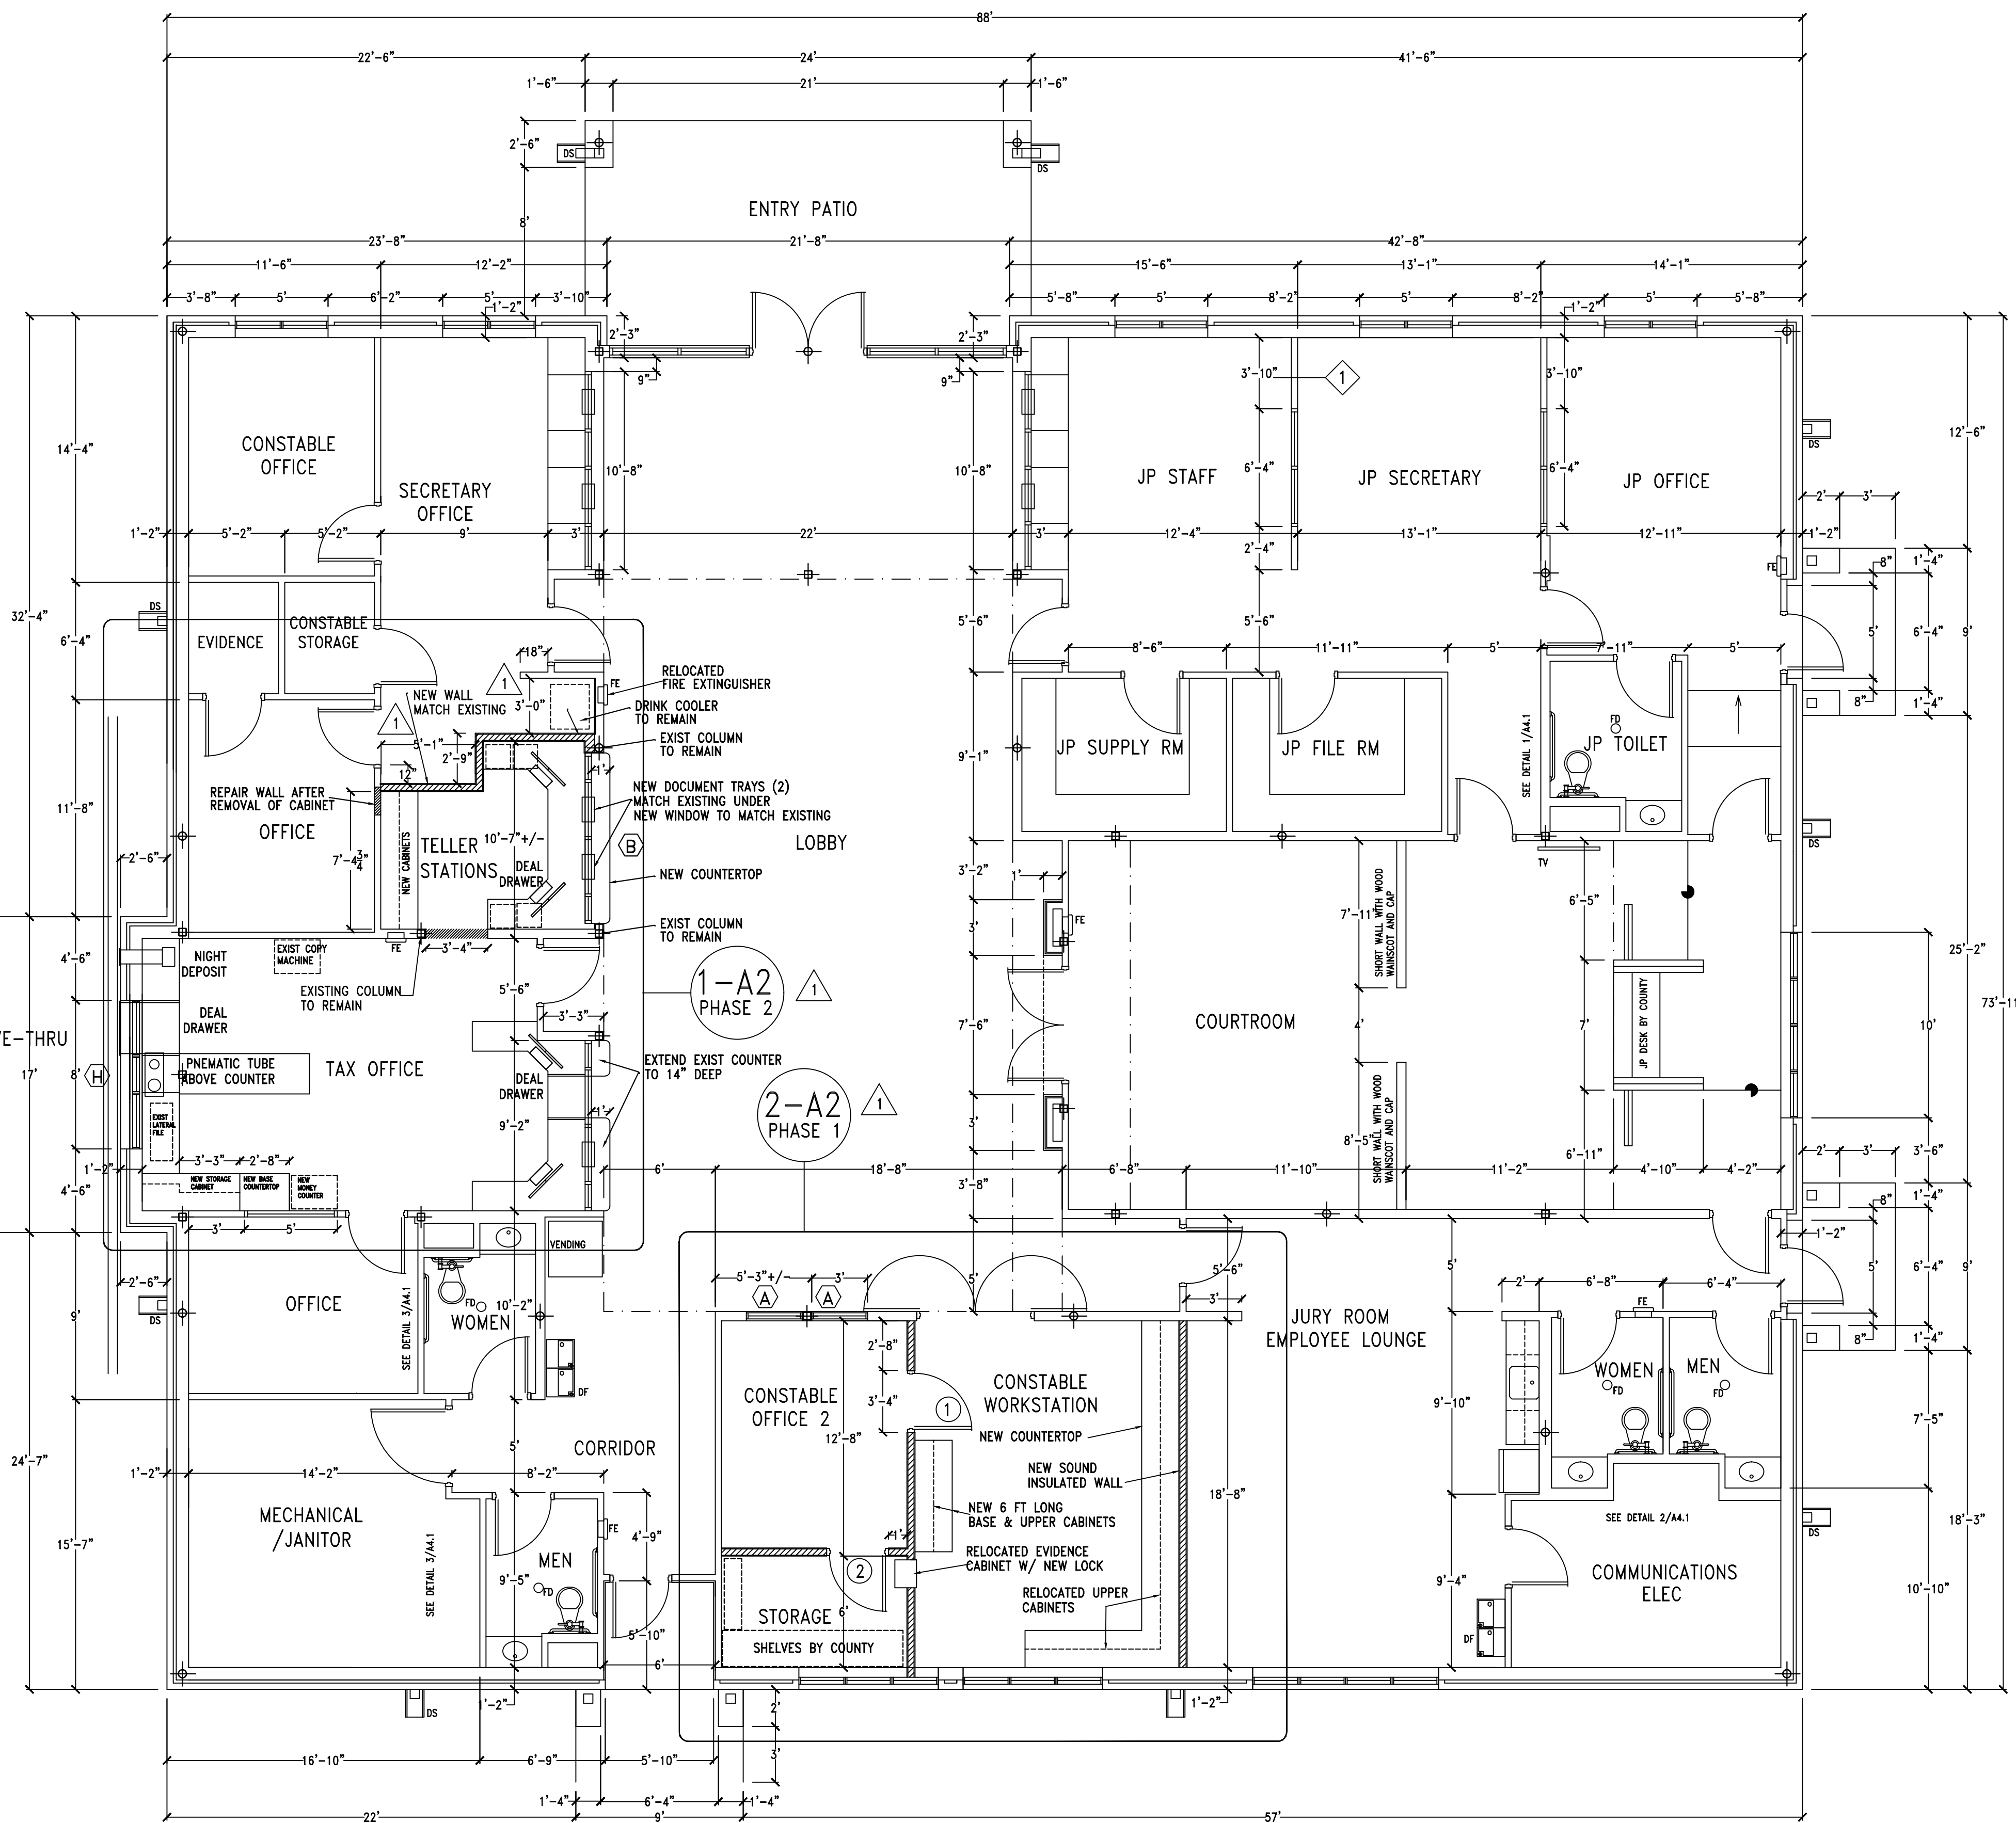 88'
22'-6" 24' 41'-6"
1'-6" 21' 1'-6"
2'-6"
DS
DS
ENTRY PATIO
8'
23'-8" 21'-8" 42'-8"
11'-6" 12'-2" 15'-6" 13'-1" 14'-1"
3'-8" 5' 6'-2" 5' 3'-10" 5'-8" 5' 8'-2" 5' 8'-2" 5' 5'-8"
1'-2" 1'-2"
2'-3" 2'-3"
9" 9"
3'-10" 1 3'-10"
14'-4"
12'-6"
DS
CONSTABLE
OFFICE
SECRETARY
OFFICE
10'-8" 10'-8"
JP STAFF
6'-4"
JP SECRETARY
6'-4"
JP OFFICE
2' 3'
1'-2" 5'-2" 5'-2" 9' 3' 22' 3' 12'-4" 13'-1" 12'-11" 1'-2"
2'-4"
FE
8"
1'-4"
32'-4"
DS
6'-4"
EVIDENCE
CONSTABLE
STORAGE
5'-6" 5'-6"
5' 6'-4" 9'
18"
8'-6" 11'-11" 5' 7'-11" 5'
8" 1'-4"
1
NEW WALL
MATCH EXISTING
1
3'-0"
FE
RELOCATED
FIRE EXTINGUISHER
DRINK COOLER
TO REMAIN
EXIST COLUMN
TO REMAIN
5'-1"
2'-9"
12"
1'
9'-1"
JP SUPPLY RM
JP FILE RM
SEE DETAIL 1/A4.1
FD
JP TOILET
REPAIR WALL AFTER
REMOVAL OF CABINET
NEW DOCUMENT TRAYS (2)
MATCH EXISTING UNDER
NEW WINDOW TO MATCH EXISTING
11'-8"
OFFICE
2'-6"
7'-4 3/4"
NEW CABINETS
TELLER
STATIONS
10'-7"+/-
DEAL
DRAWER
B
LOBBY
NEW COUNTERTOP
DS
TV
3'-2"
1'
3'
FE
7'-11"
SHORT WALL WITH WOOD
WAINSCOT AND CAP
6'-5"
EXIST COLUMN
TO REMAIN
FE
3'-4"
4'-6"
NIGHT
DEPOSIT
EXIST COPY
MACHINE
EXISTING COLUMN
TO REMAIN
5'-6"
1-A2
PHASE 2
1
25'-2"
73'-11
DEAL
DRAWER
3'-3"
7'-6"
COURTROOM
4'
7'
JP DESK BY COUNTY
10'
E-THRU
17'
8'
H
PNEMATIC TUBE
ABOVE COUNTER
TAX OFFICE
DEAL
DRAWER
EXTEND EXIST COUNTER
TO 14" DEEP
2-A2
PHASE 1
1
EXIST
LATERAL
FILE
1'
9'-2"
3'
8'-5"
SHORT WALL WITH WOOD
WAINSCOT AND CAP
6'-11"
3'-6"
1'-2" 3'-3" 2'-8"
6' 18'-8" 6'-8" 11'-10" 11'-2" 4'-10" 4'-2" 2' 3'
4'-6"
NEW STORAGE
CABINET
NEW BASE
COUNTERTOP
NEW
MONEY
COUNTER
3'-8"
8" 1'-4"
3' 5'
VENDING
1'-2"
2'-6"
5'-3"+/- 3'
A A
5'
5'-6"
3'
5'
2' 6'-8" 6'-4"
5' 6'-4" 9'
9'
DS
OFFICE
SEE DETAIL 3/A4.1
FD
WOMEN
10'-2"
JURY ROOM
EMPLOYEE LOUNGE
FE
8" 1'-4"
2'-8"
WOMEN
FD
MEN
FD
DF
CONSTABLE
OFFICE 2
3'-4"
1
CONSTABLE
WORKSTATION
9'-10"
7'-5"
12'-8"
NEW COUNTERTOP
CORRIDOR
5'
24'-7"
1'-2" 14'-2" 8'-2"
NEW SOUND
INSULATED WALL
18'-8"
MECHANICAL
/JANITOR
SEE DETAIL 3/A4.1
FE
4'-9"
NEW 6 FT LONG
BASE & UPPER CABINETS
SEE DETAIL 2/A4.1
DS
18'-3"
15'-7"
MEN
FD
9'-5"
1'
2
RELOCATED EVIDENCE
CABINET W/ NEW LOCK
9'-4"
COMMUNICATIONS
ELEC
10'-10"
RELOCATED UPPER
CABINETS
5'-10"
STORAGE
6'
SHELVES BY COUNTY
DF
6'
DS
1'-2"
2'
1'-2"
3'
16'-10" 6'-9" 5'-10"
1'-4" 6'-4" 1'-4"
22' 9' 57'